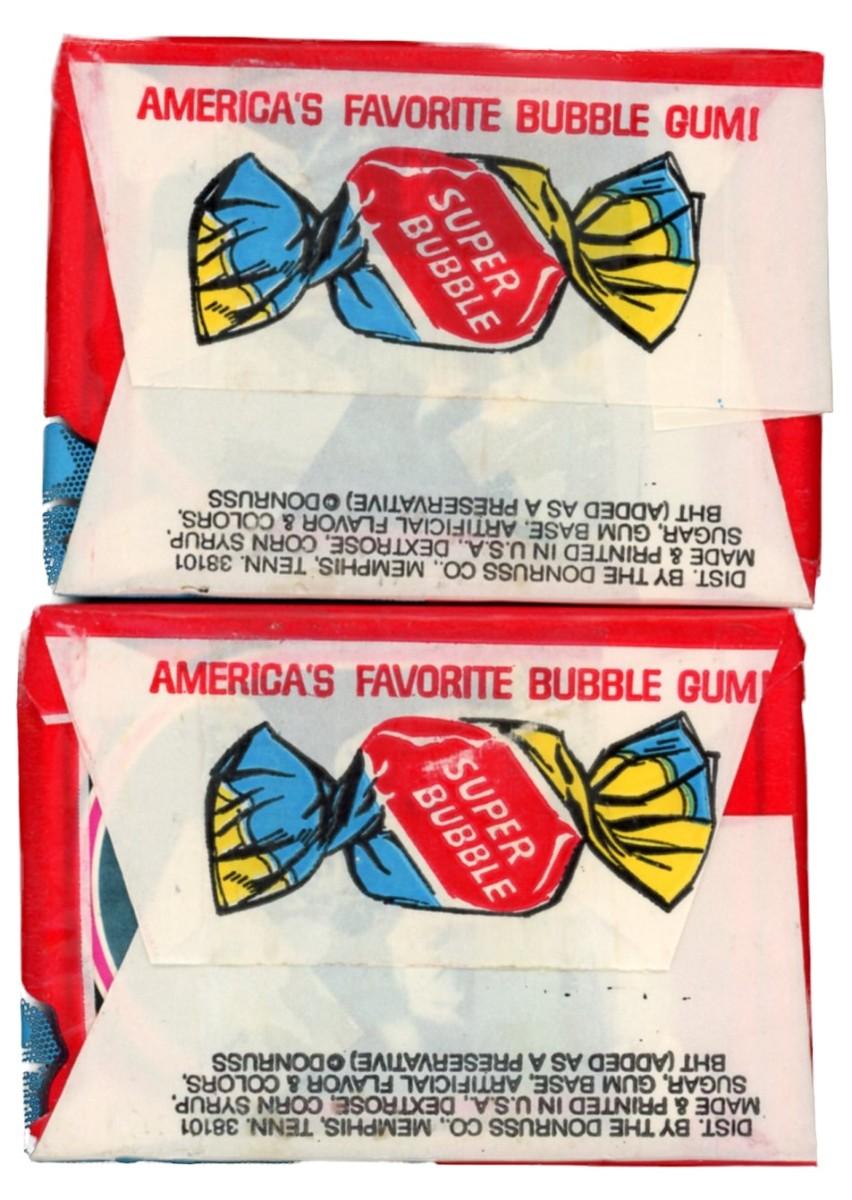 AMERICA'S FAVORITE BUBBLE GUM!
SUPER
BUBBLE
DIST. BY THE DONRUSS CO., MEMPHIS, TENN. 38101
MADE & PRINTED IN U.S.A., DEXTROSE, CORN SYRUP,
SUGAR, GUM BASE, ARTIFICIAL FLAVOR & COLORS,
BHT (ADDED AS A PRESERVATIVE) © DONRUSS
AMERICA'S FAVORITE BUBBLE GUM!
SUPER
BUBBLE
DIST. BY THE DONRUSS CO., MEMPHIS, TENN. 38101
MADE & PRINTED IN U.S.A., DEXTROSE, CORN SYRUP,
SUGAR, GUM BASE, ARTIFICIAL FLAVOR & COLORS,
BHT (ADDED AS A PRESERVATIVE) © DONRUSS